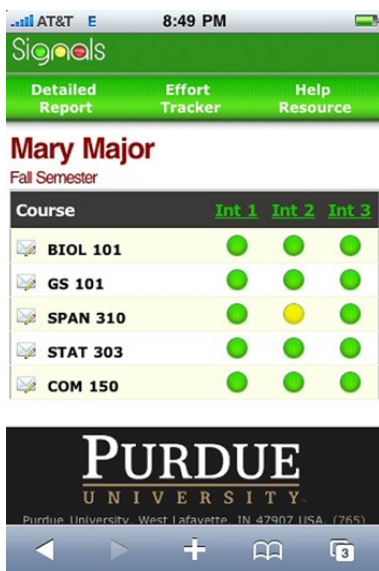 AT&T E 8:49 PM
Signals
Detailed Report
Effort Tracker
Help Resource
Mary Major
Fall Semester
Course Int 1 Int 2 Int 3
BIOL 101
GS 101
SPAN 310
STAT 303
COM 150
PURDUE
UNIVERSITY
Purdue University, West Lafayette, IN 47907 USA, (765)
3